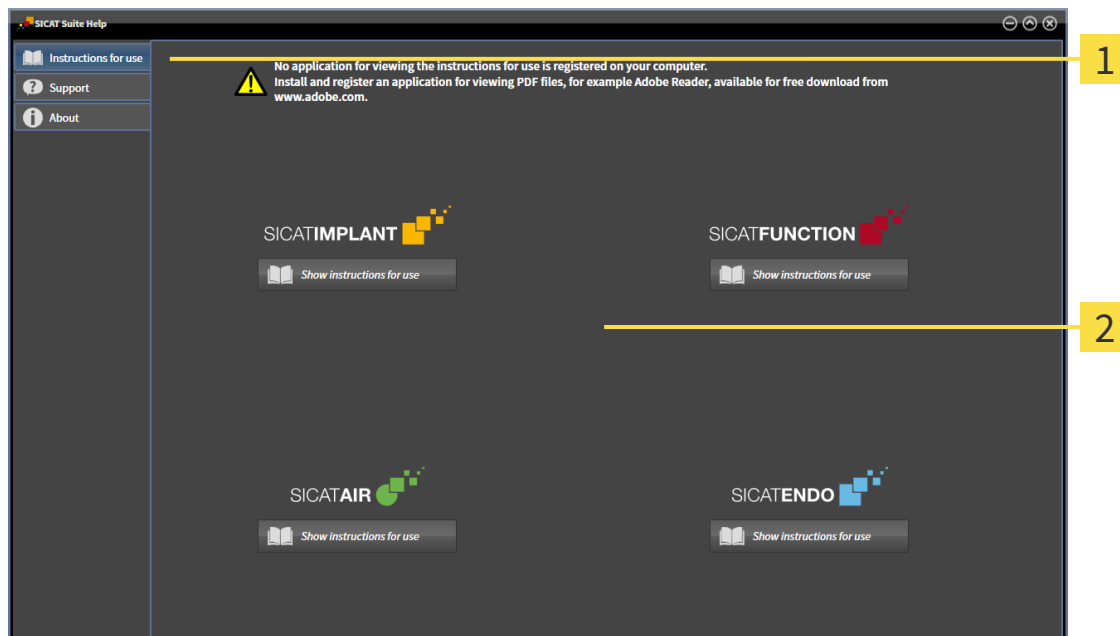 SICAT Suite Help
Instructions for use
Support
About
No application for viewing the instructions for use is registered on your computer.
Install and register an application for viewing PDF files, for example Adobe Reader, available for free download from
www.adobe.com.
1
SICATIMPLANT
SICATFUNCTION
Show instructions for use
Show instructions for use
2
SICATAIR
SICATENDO
Show instructions for use
Show instructions for use